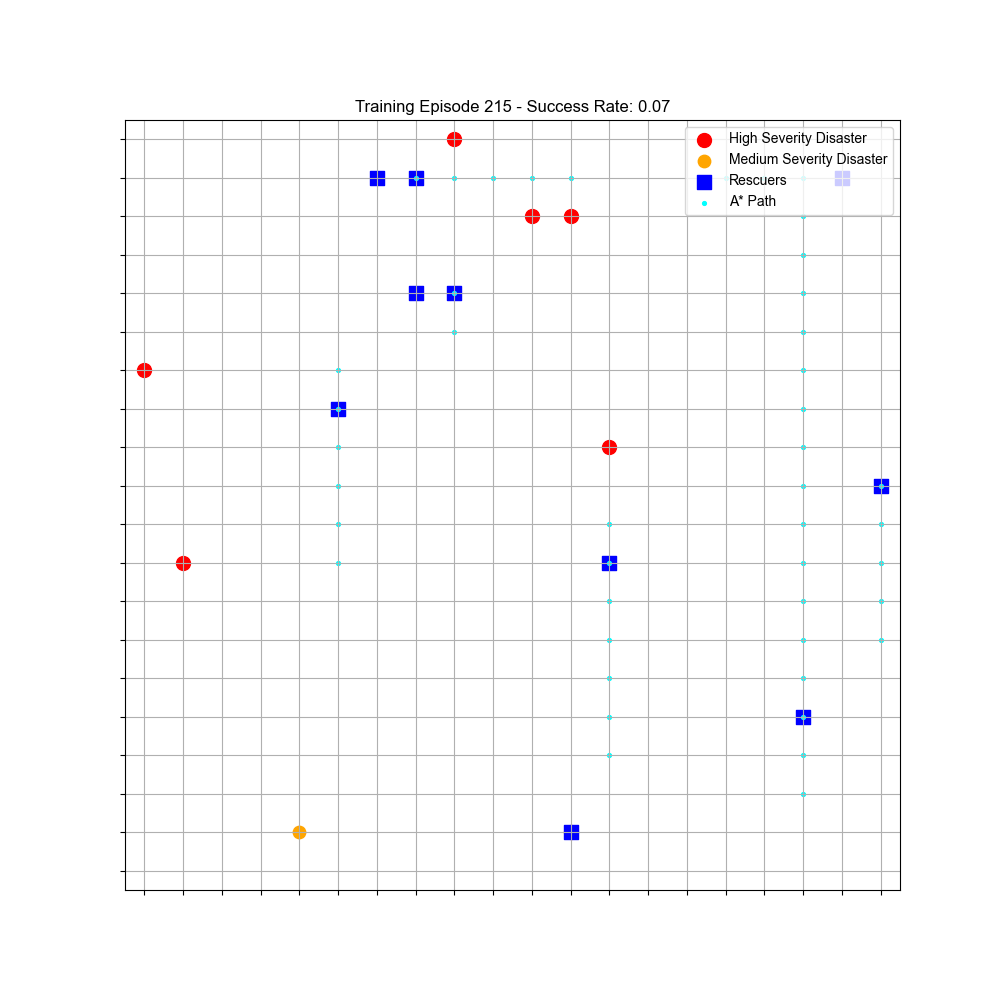 Training Episode 215 - Success Rate: 0.07
High Severity Disaster
Medium Severity Disaster
Rescuers
A* Path